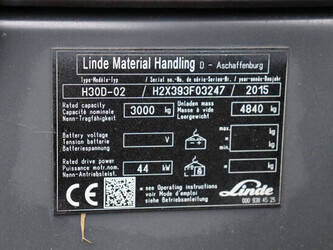 Linde Material Handling D - Aschaffenburg
Type-Modèle-Typ / Serial no.-No. de série-Serien-Nr. / year-année-Baujahr
H30D-02 / H2X393F03247 / 2015
Rated capacity
Capacité nominale
Nenn-Tragfähigkeit
3000 kg
Unladen mass
Masse à vide
Leergewicht
4840 kg
Battery voltage
Tension batterie
Batteriespannung
V
max kg
min kg
Rated drive power
Puissance motr.nom.
Nenn-Antriebsleist.
44 kW
CE
see Operating instructions
voir Mode d'emploi
siehe Betriebsanleitung
Linde
000 938 45 25